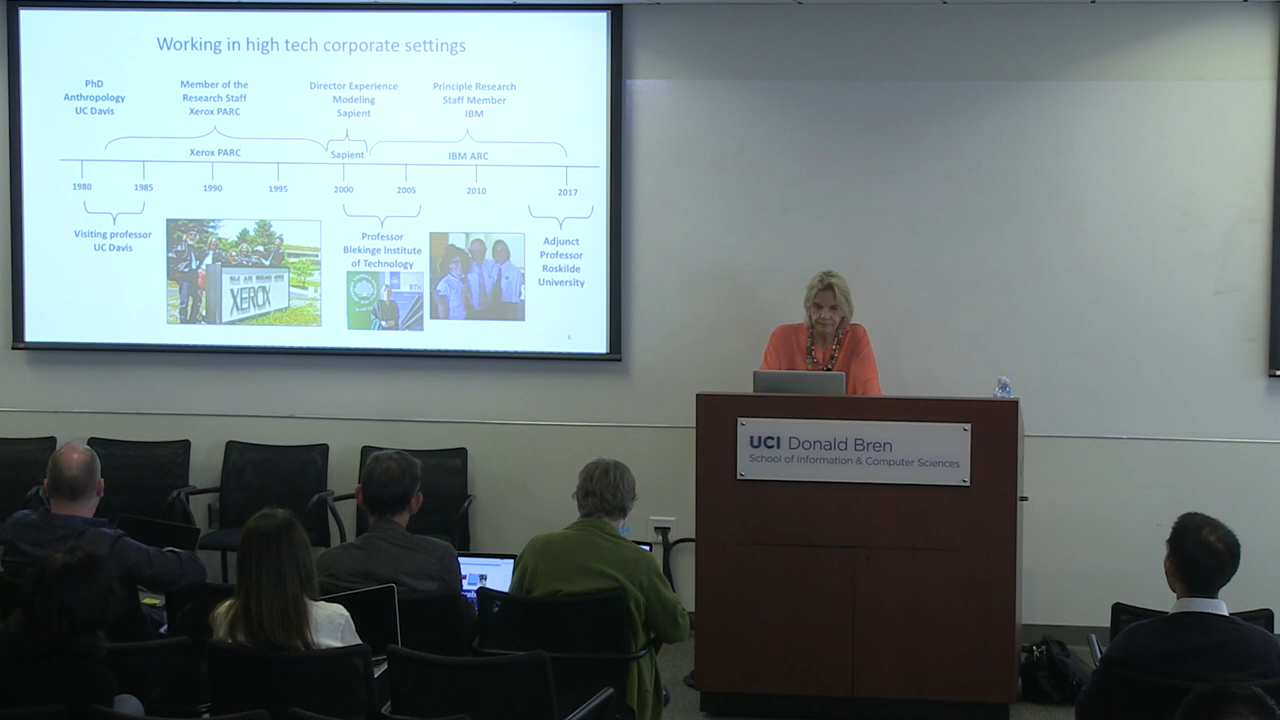 Working in high tech corporate settings
PhD
Anthropology
UC Davis
Member of the
Research Staff
Xerox PARC
Director Experience
Modeling
Sapient
Principle Research
Staff Member
IBM
Xerox PARC
Sapient
IBM ARC
1980
1985
1990
1995
2000
2005
2010
2017
Visiting professor
UC Davis
Professor
Blekinge Institute
of Technology
Adjunct
Professor
Roskilde
University
XEROX
BTH
6
UCI Donald Bren
School of Information & Computer Sciences